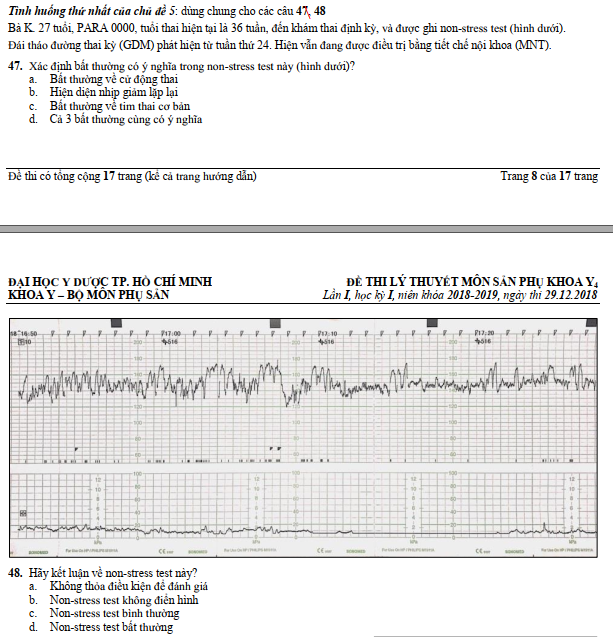 Tình huống thứ nhất của chủ đề 5: dùng chung cho các câu 47, 48
Bà K. 27 tuổi, PARA 0000, tuổi thai hiện tại là 36 tuần, đến khám thai định kỳ, và được ghi non-stress test (hình dưới).
Đái tháo đường thai kỳ (GDM) phát hiện từ tuần thứ 24. Hiện vẫn đang được điều trị bằng tiết chế nội khoa (MNT).
47. Xác định bất thường có ý nghĩa trong non-stress test này (hình dưới)?
a. Bất thường về cử động thai
b. Hiện diện nhịp giảm lặp lại
c. Bất thường về tim thai cơ bản
d. Cả 3 bất thường cùng có ý nghĩa
Đề thi có tổng cộng 17 trang (kể cả trang hướng dẫn)
Trang 8 của 17 trang
ĐẠI HỌC Y DƯỢC TP. HỒ CHÍ MINH
ĐỀ THI LÝ THUYẾT MÔN SẢN PHỤ KHOA Y4
KHOA Y – BỘ MÔN PHỤ SẢN
Lần I, học kỳ I, niên khóa 2018-2019, ngày thi 29.12.2018
16:50 17:00 17:10 17:20
48. Hãy kết luận về non-stress test này?
a. Không thỏa điều kiện để đánh giá
b. Non-stress test không điển hình
c. Non-stress test bình thường
d. Non-stress test bất thường